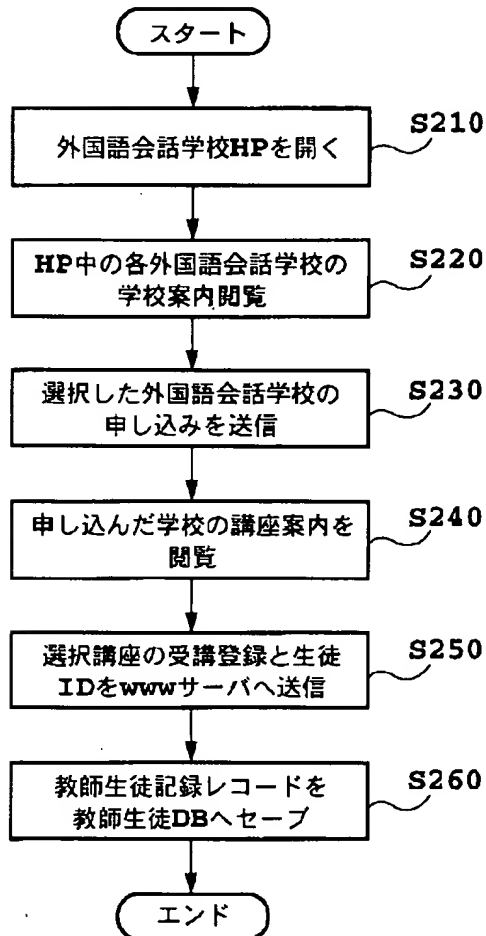 スタート
外国語会話学校HPを開く
S210
HP中の各外国語会話学校の
学校案内閲覧
S220
選択した外国語会話学校の
申し込みを送信
S230
申し込んだ学校の講座案内を
閲覧
S240
選択講座の受講登録と生徒
IDをwwwサーバへ送信
S250
教師生徒記録レコードを
教師生徒DBへセーブ
S260
エンド